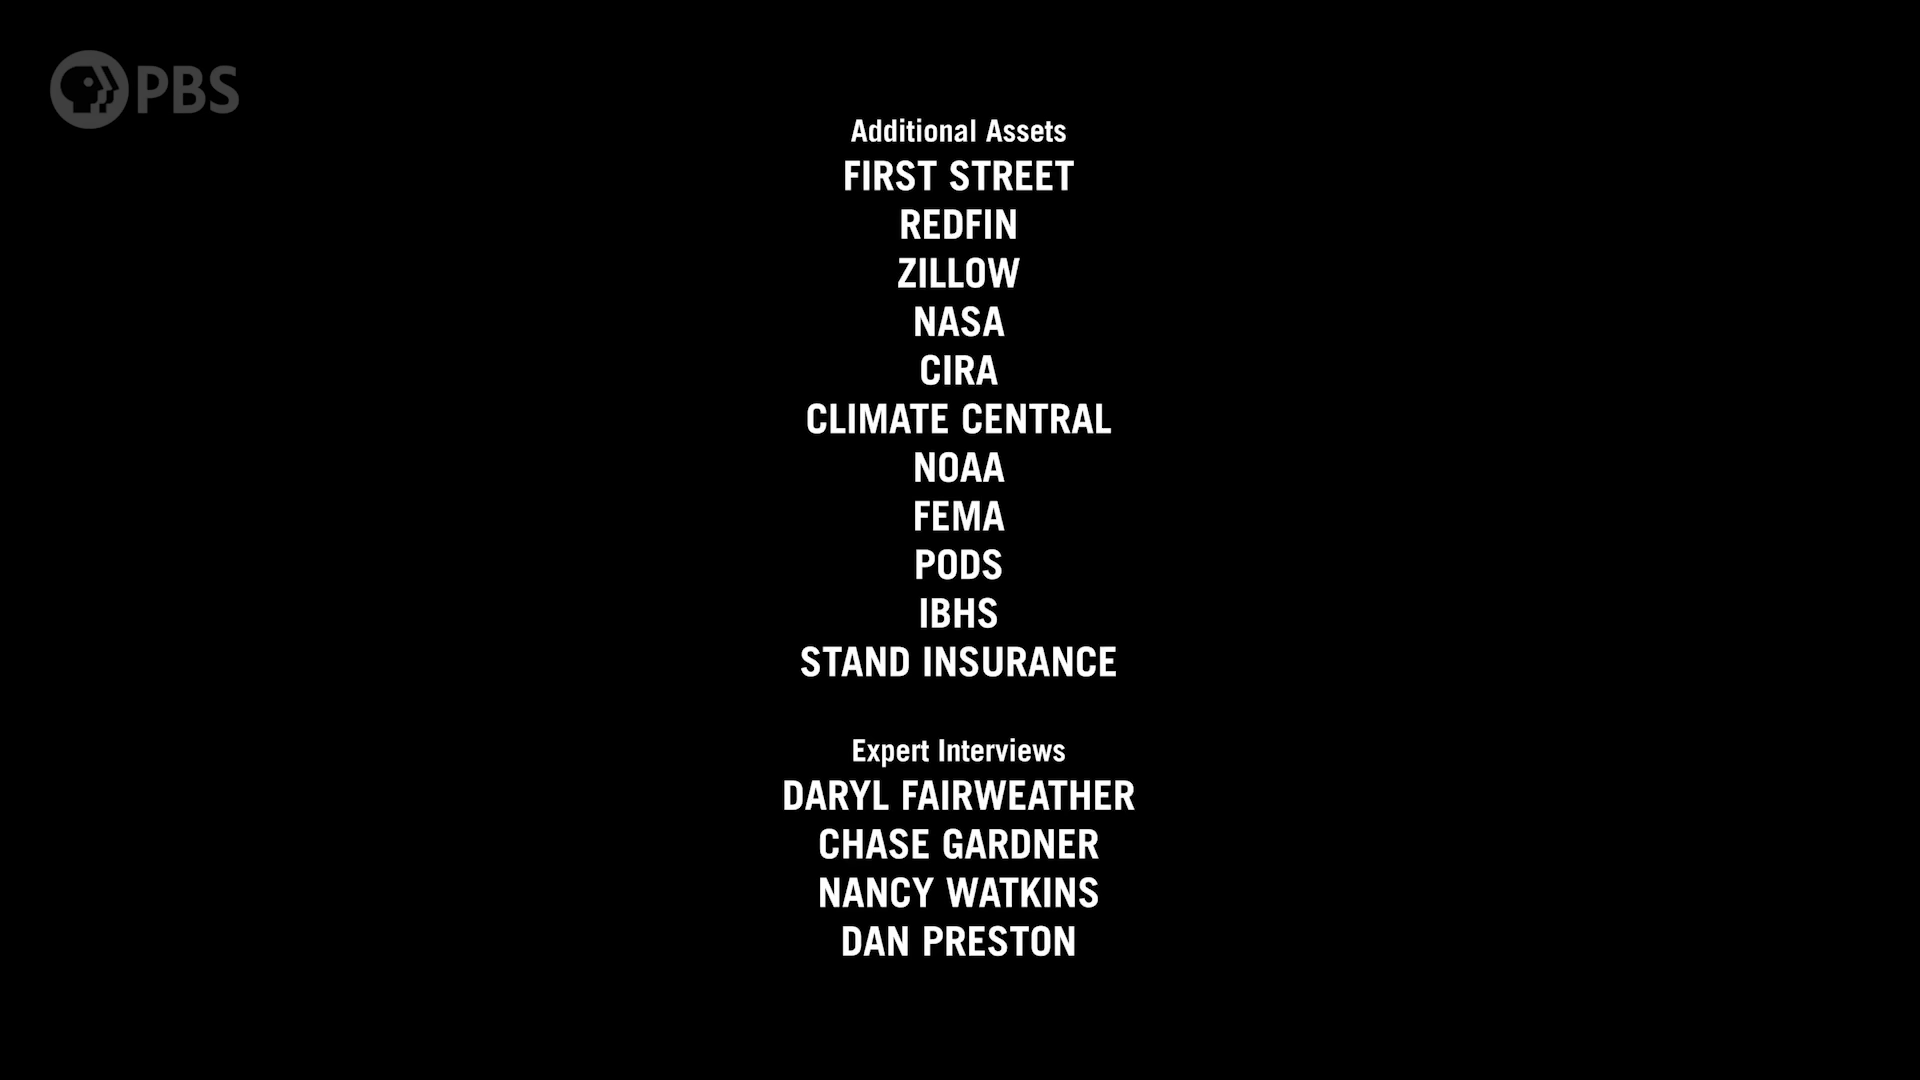 PBS
Additional Assets
FIRST STREET
REDFIN
ZILLOW
NASA
CIRA
CLIMATE CENTRAL
NOAA
FEMA
PODS
IBHS
STAND INSURANCE
Expert Interviews
DARYL FAIRWEATHER
CHASE GARDNER
NANCY WATKINS
DAN PRESTON